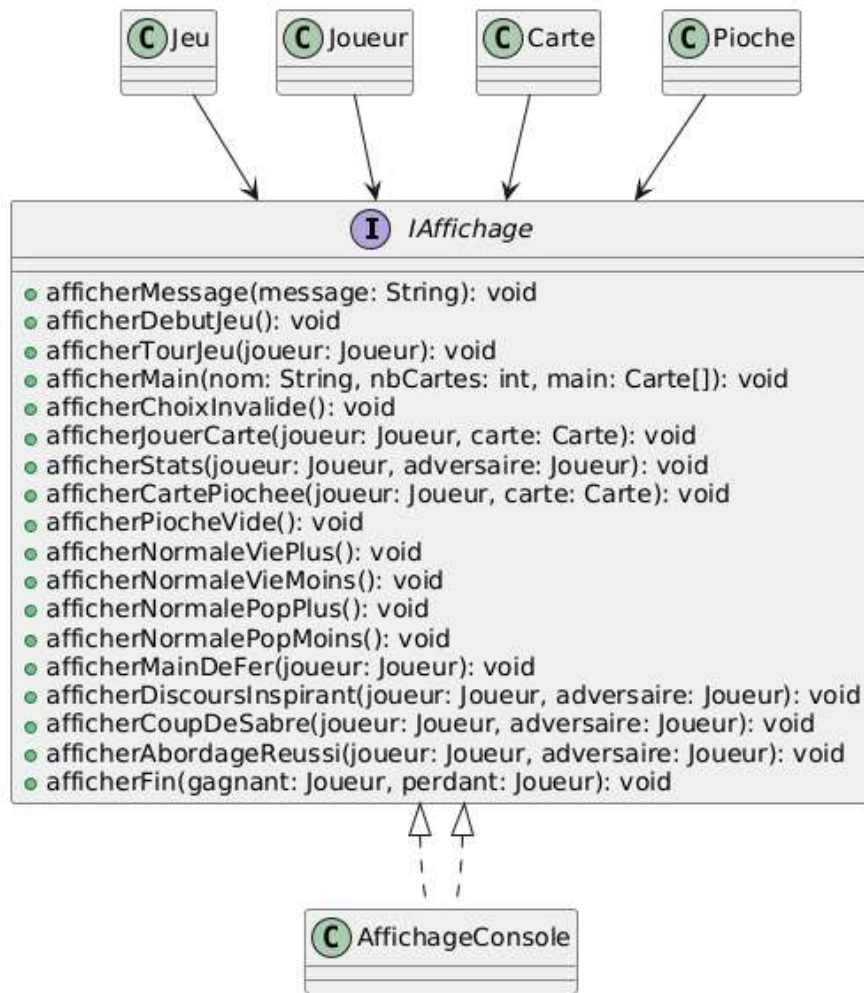 C Jeu
C Joueur
C Carte
C Pioche
I IAffichage
afficherMessage(message: String): void
afficherDebutJeu(): void
afficherTourJeu(joueur: Joueur): void
afficherMain(nom: String, nbCartes: int, main: Carte[]): void
afficherChoixInvalide(): void
afficherJouerCarte(joueur: Joueur, carte: Carte): void
afficherStats(joueur: Joueur, adversaire: Joueur): void
afficherCartePiochee(joueur: Joueur, carte: Carte): void
afficherPiocheVide(): void
afficherNormaleViePlus(): void
afficherNormaleVieMoins(): void
afficherNormalePopPlus(): void
afficherNormalePopMoins(): void
afficherMainDeFer(joueur: Joueur): void
afficherDiscoursInspirant(joueur: Joueur, adversaire: Joueur): void
afficherCoupDeSabre(joueur: Joueur, adversaire: Joueur): void
afficherAbordageReussi(joueur: Joueur, adversaire: Joueur): void
afficherFin(gagnant: Joueur, perdant: Joueur): void
C AffichageConsole